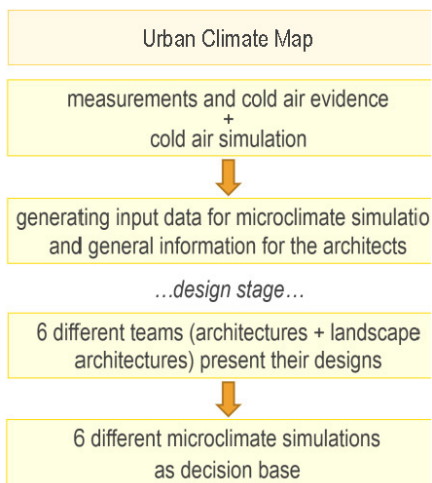 Urban Climate Map
measurements and cold air evidence
+
cold air simulation
generating input data for microclimate simulatio
and general information for the architects
...design stage...
6 different teams (architectures + landscape
architectures) present their designs
6 different microclimate simulations
as decision base